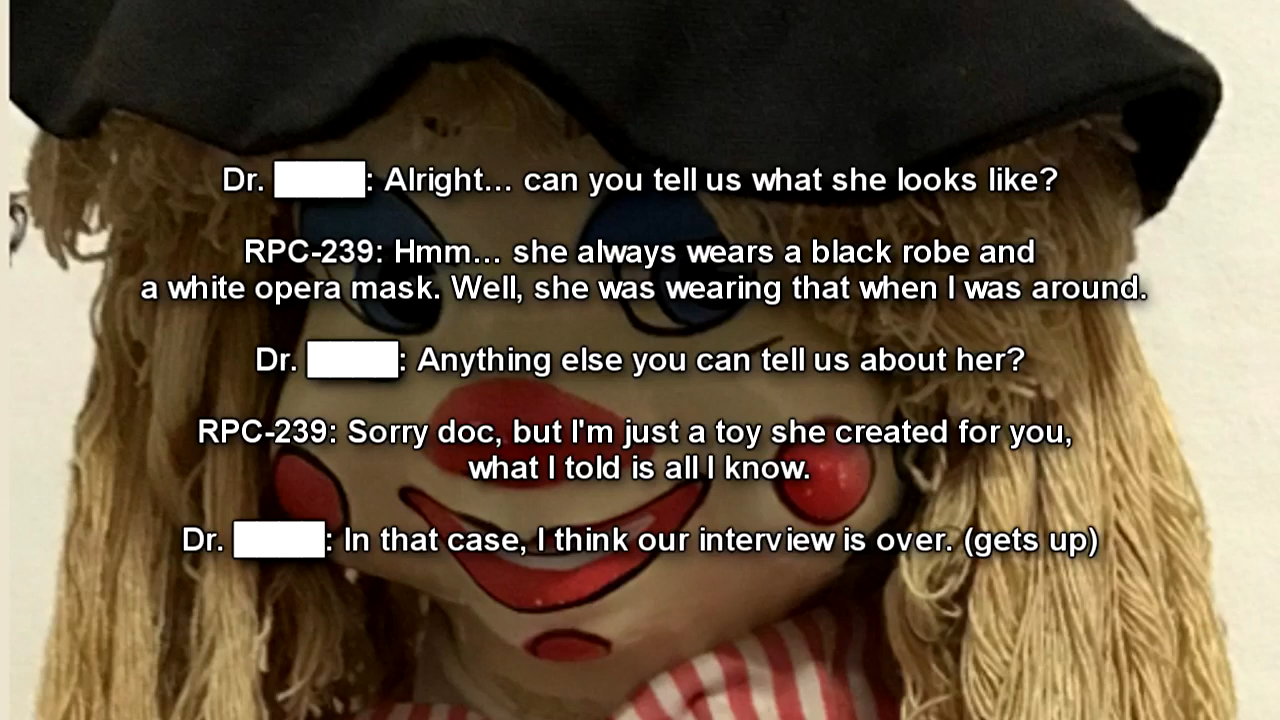 Dr. : Alright... can you tell us what she looks like?
RPC-239: Hmm... she always wears a black robe and
a white opera mask. Well, she was wearing that when I was around.
Dr. : Anything else you can tell us about her?
RPC-239: Sorry doc, but I'm just a toy she created for you,
what I told is all I know.
Dr. : In that case, I think our interview is over. (gets up)